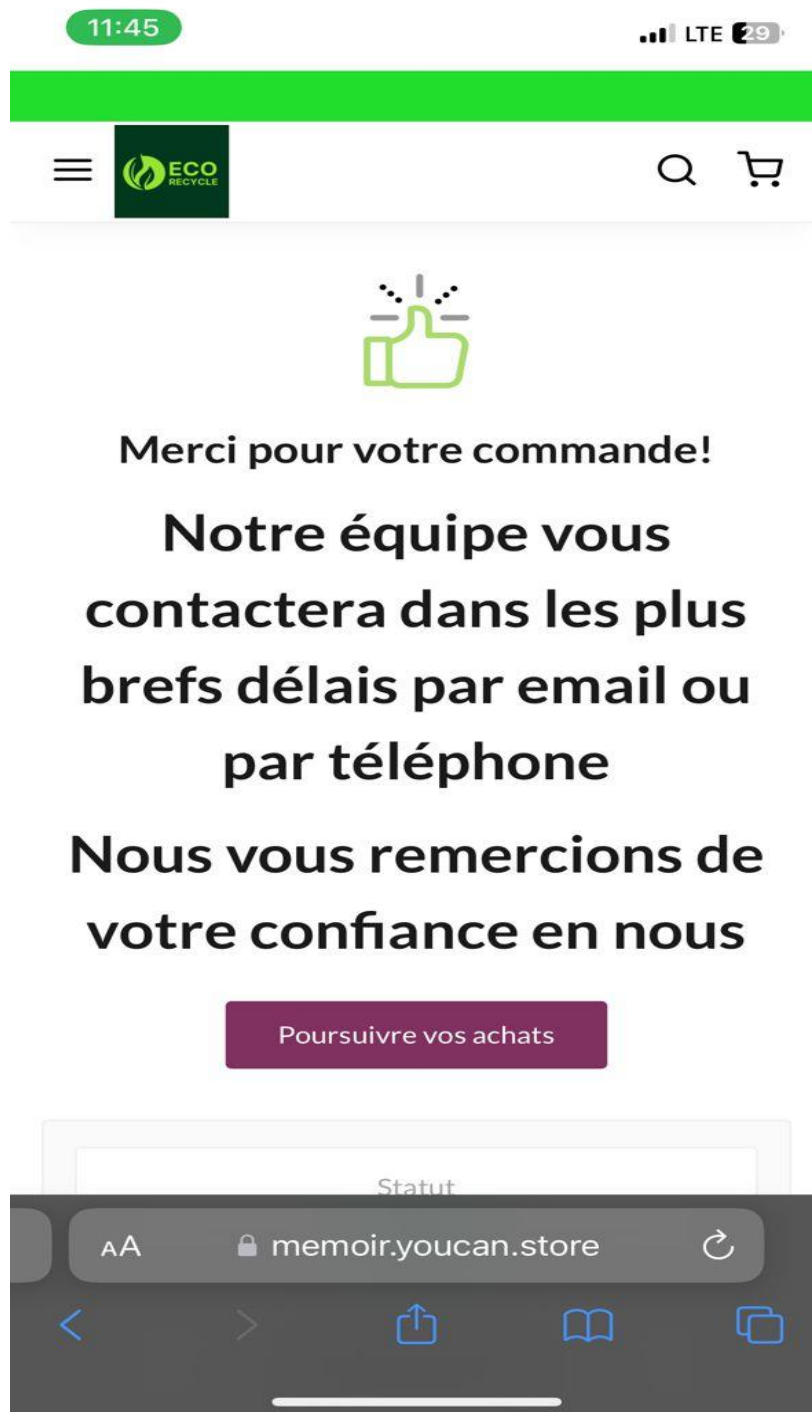 11:45
LTE 29
ECO
RECYCLE
Merci pour votre commande!
Notre équipe vous
contactera dans les plus
brefs délais par email ou
par téléphone
Nous vous remercions de
votre confiance en nous
Poursuivre vos achats
Statut
AA memoir.youcan.store